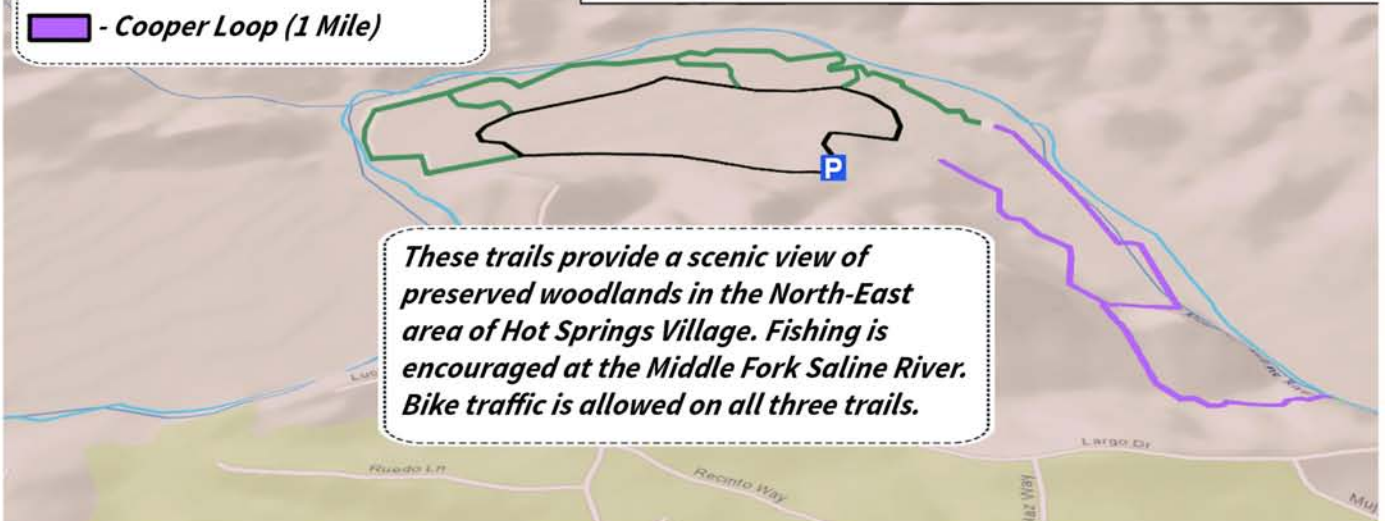 - Cooper Loop (1 Mile)
P
These trails provide a scenic view of
preserved woodlands in the North-East
area of Hot Springs Village. Fishing is
encouraged at the Middle Fork Saline River.
Bike traffic is allowed on all three trails.
Largo Dr
Ruedo Ln
Recinto Way
Way